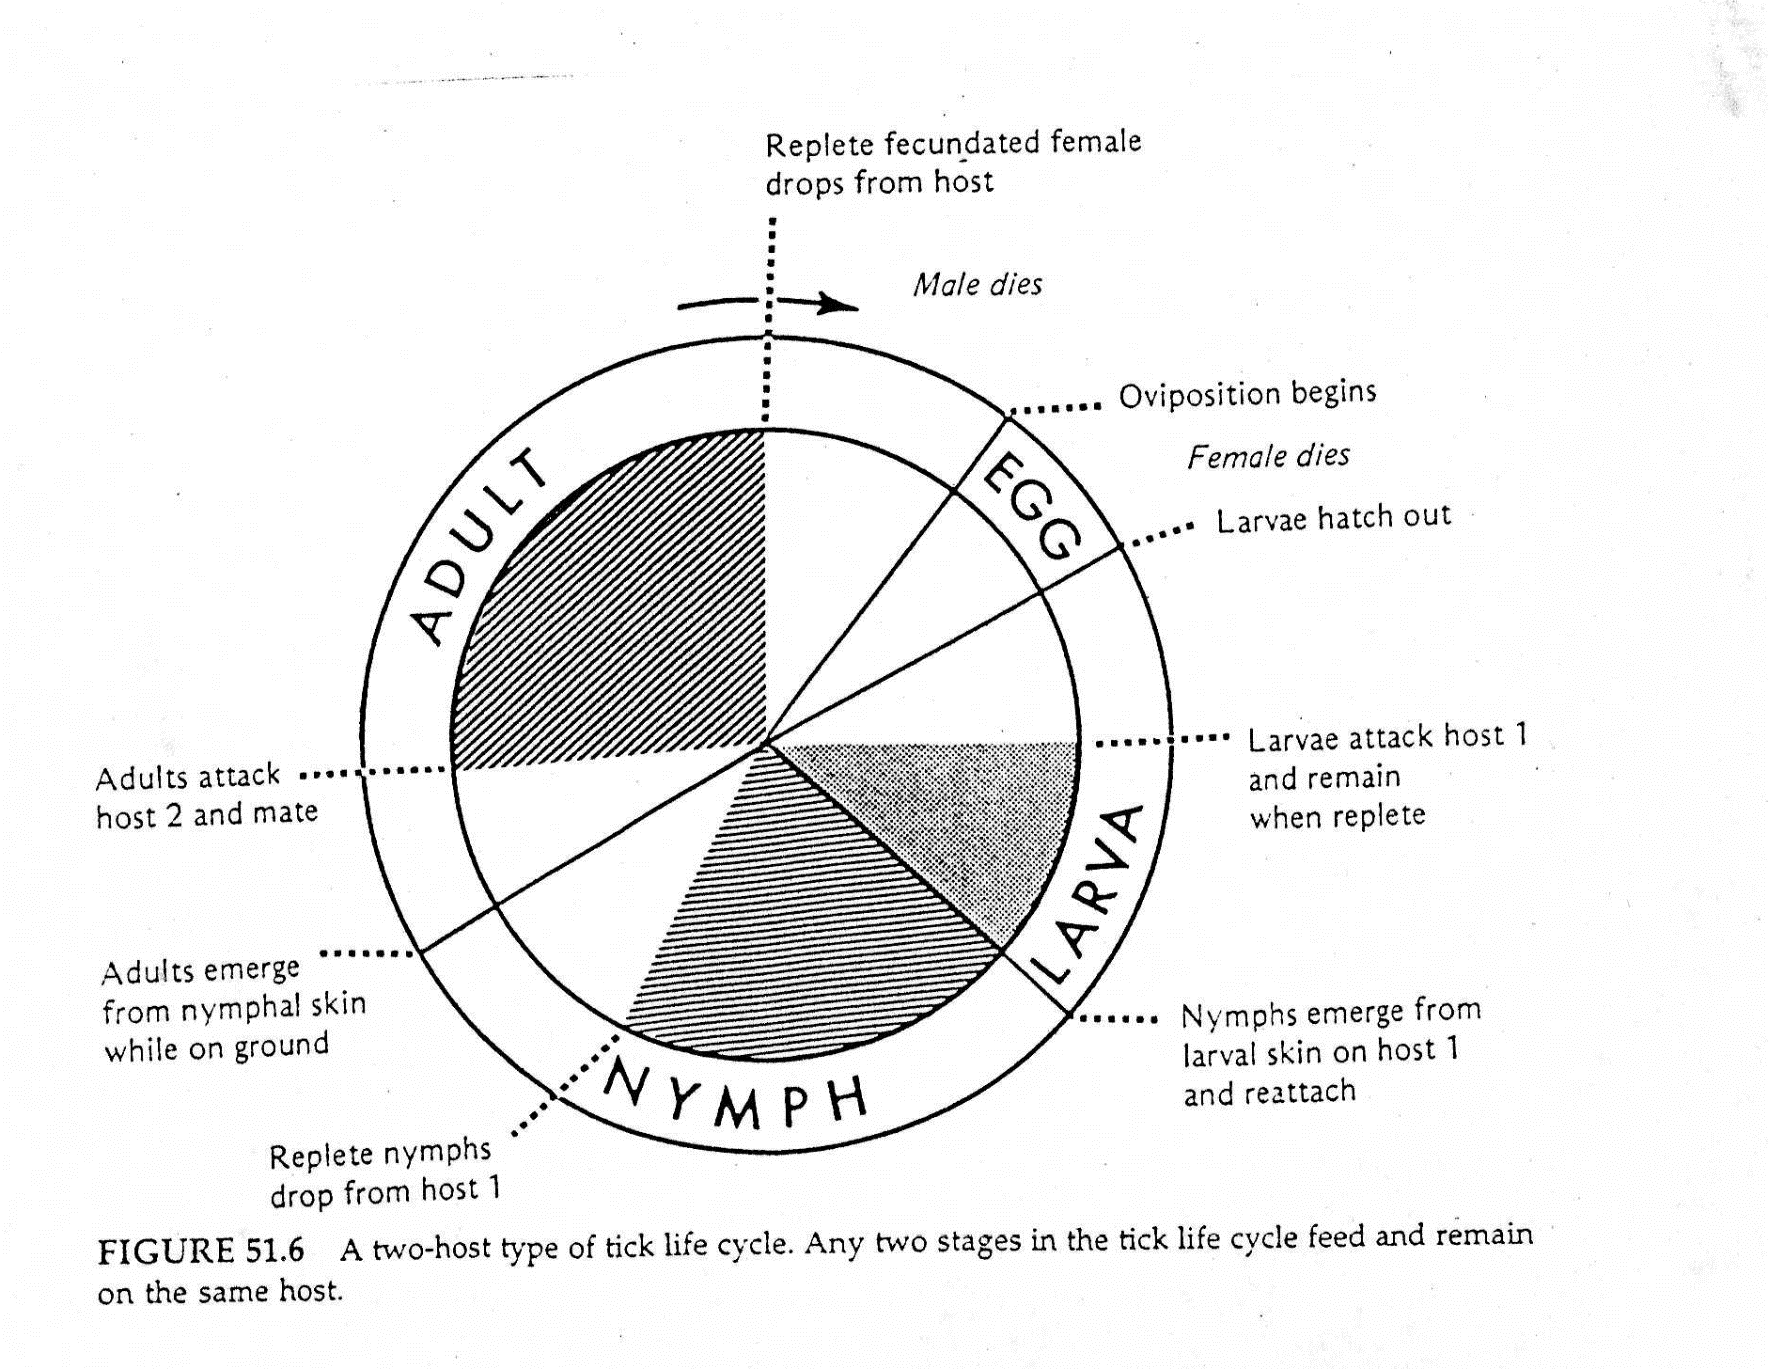 Replete fecundated female
drops from host
Male dies
Oviposition begins
EGG
Female dies
Larvae hatch out
ADULT
Larvae attack host 1
and remain
when replete
Adults attack
host 2 and mate
LARVA
Adults emerge
from nymphal skin
while on ground
Nymphs emerge from
larval skin on host 1
and reattach
NYMPH
Replete nymphs
drop from host 1
FIGURE 51.6 A two-host type of tick life cycle. Any two stages in the tick life cycle feed and remain
on the same host.